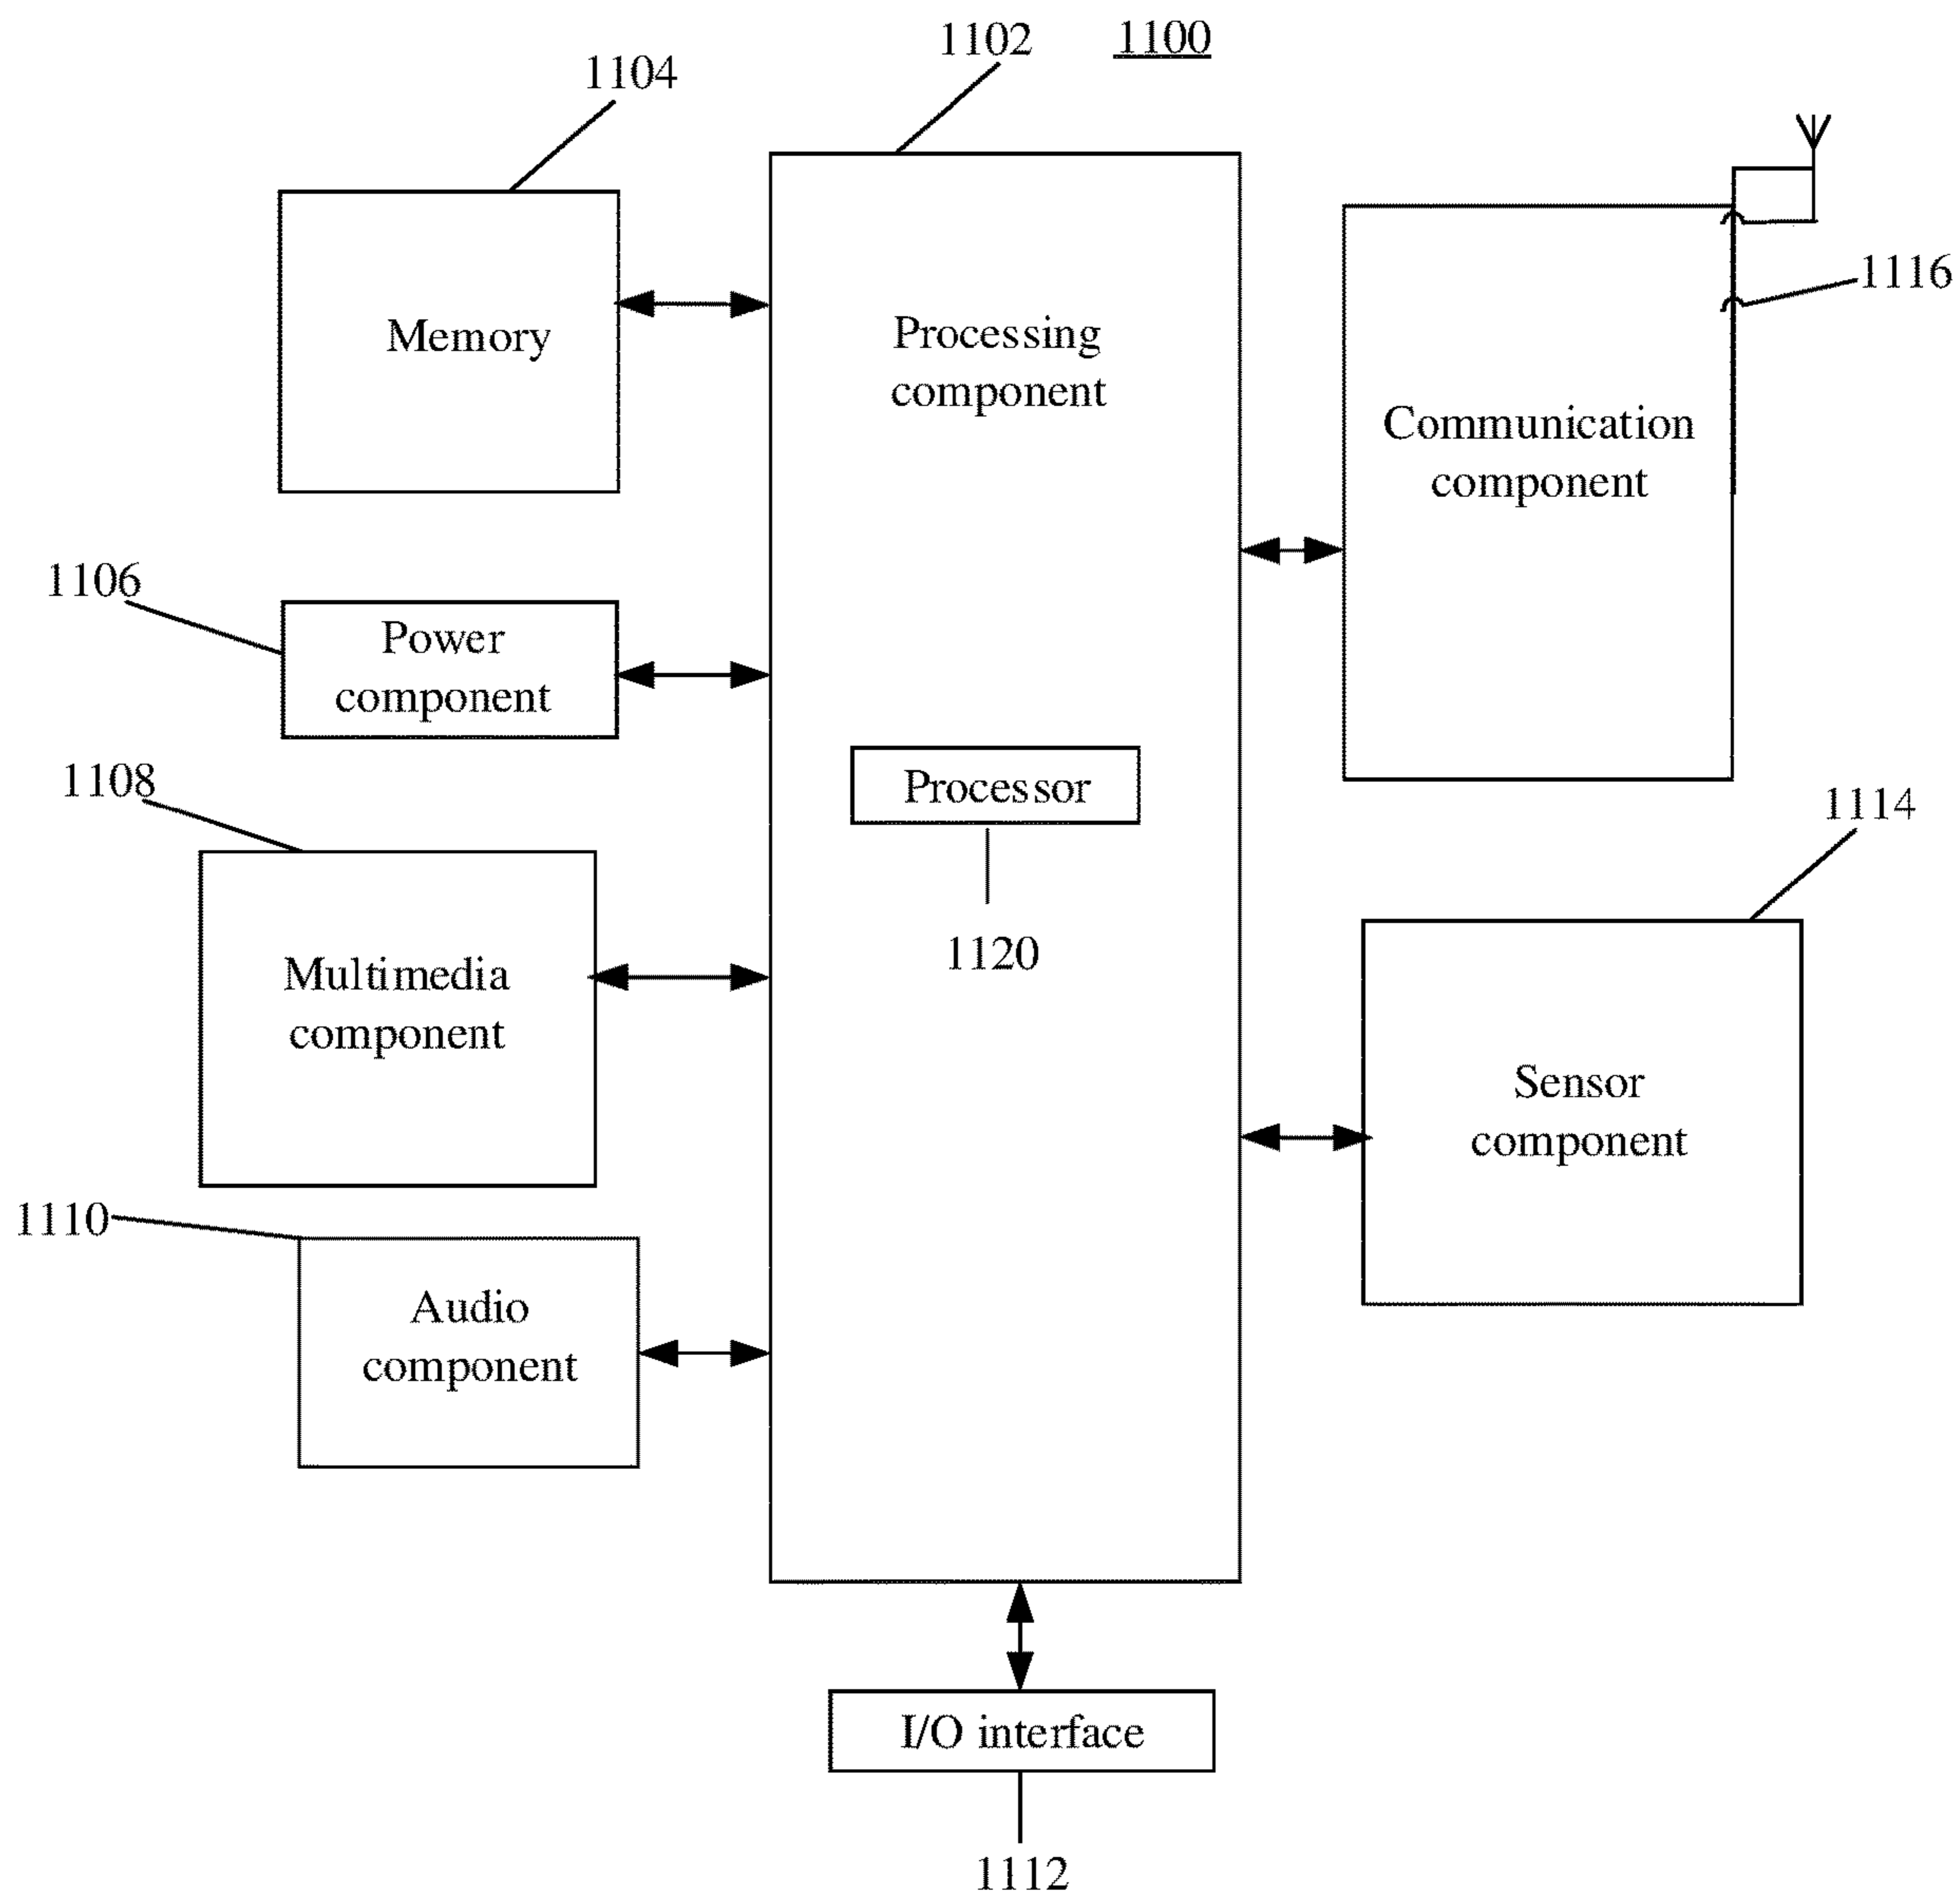 1102
1100
1104
Memory
Processing
component
1116
Communication
component
1106
Power
component
1108
Processor
1114
1120
Multimedia
component
Sensor
component
1110
Audio
component
I/O interface
1112